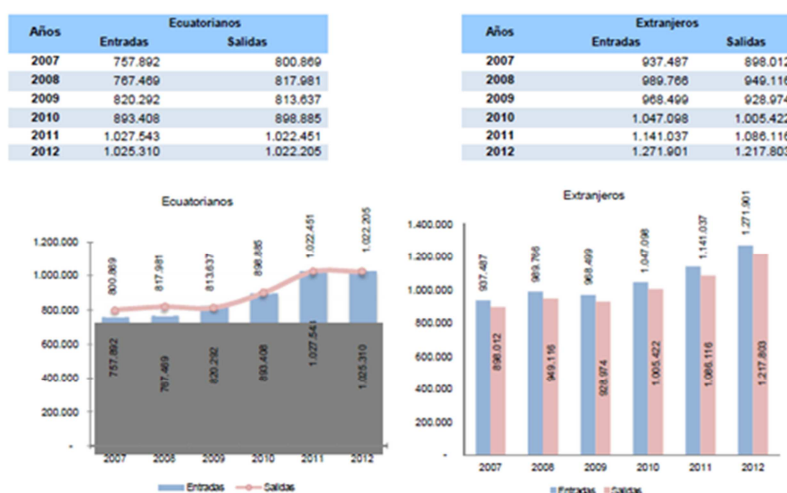 Años Ecuatorianos
Entradas Salidas
2007 757.892 800.869
2008 767.469 817.981
2009 820.292 813.637
2010 893.408 898.885
2011 1.027.543 1.022.451
2012 1.025.310 1.022.205
Años Extranjeros
Entradas Salidas
2007 937.487 898.012
2008 989.766 949.116
2009 968.499 928.974
2010 1.047.098 1.005.422
2011 1.141.037 1.086.116
2012 1.271.901 1.217.803
Ecuatorianos
1.200.000
1.000.000
800.000
600.000
400.000
200.000
-
800.869 817.981 813.637 898.885 1.022.451 1.022.205
757.892 767.469 820.292 893.408 1.027.543 1.025.310
2007 2008 2009 2010 2011 2012
Entradas Salidas
Extranjeros
1.400.000
1.200.000
1.000.000
800.000
600.000
400.000
200.000
-
937.487 989.766 968.499 1.047.098 1.141.037 1.271.901
898.012 949.116 928.974 1.005.422 1.086.116 1.217.803
2007 2008 2009 2010 2011 2012
Entradas Salidas